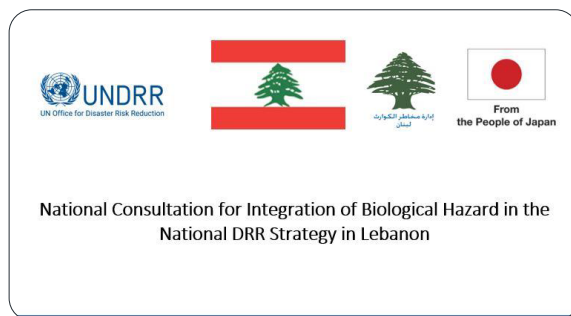 UNDRR
UN Office for Disaster Risk Reduction
إدارة مخاطر الكوارث
لبنان
From
the People of Japan
National Consultation for Integration of Biological Hazard in the
National DRR Strategy in Lebanon